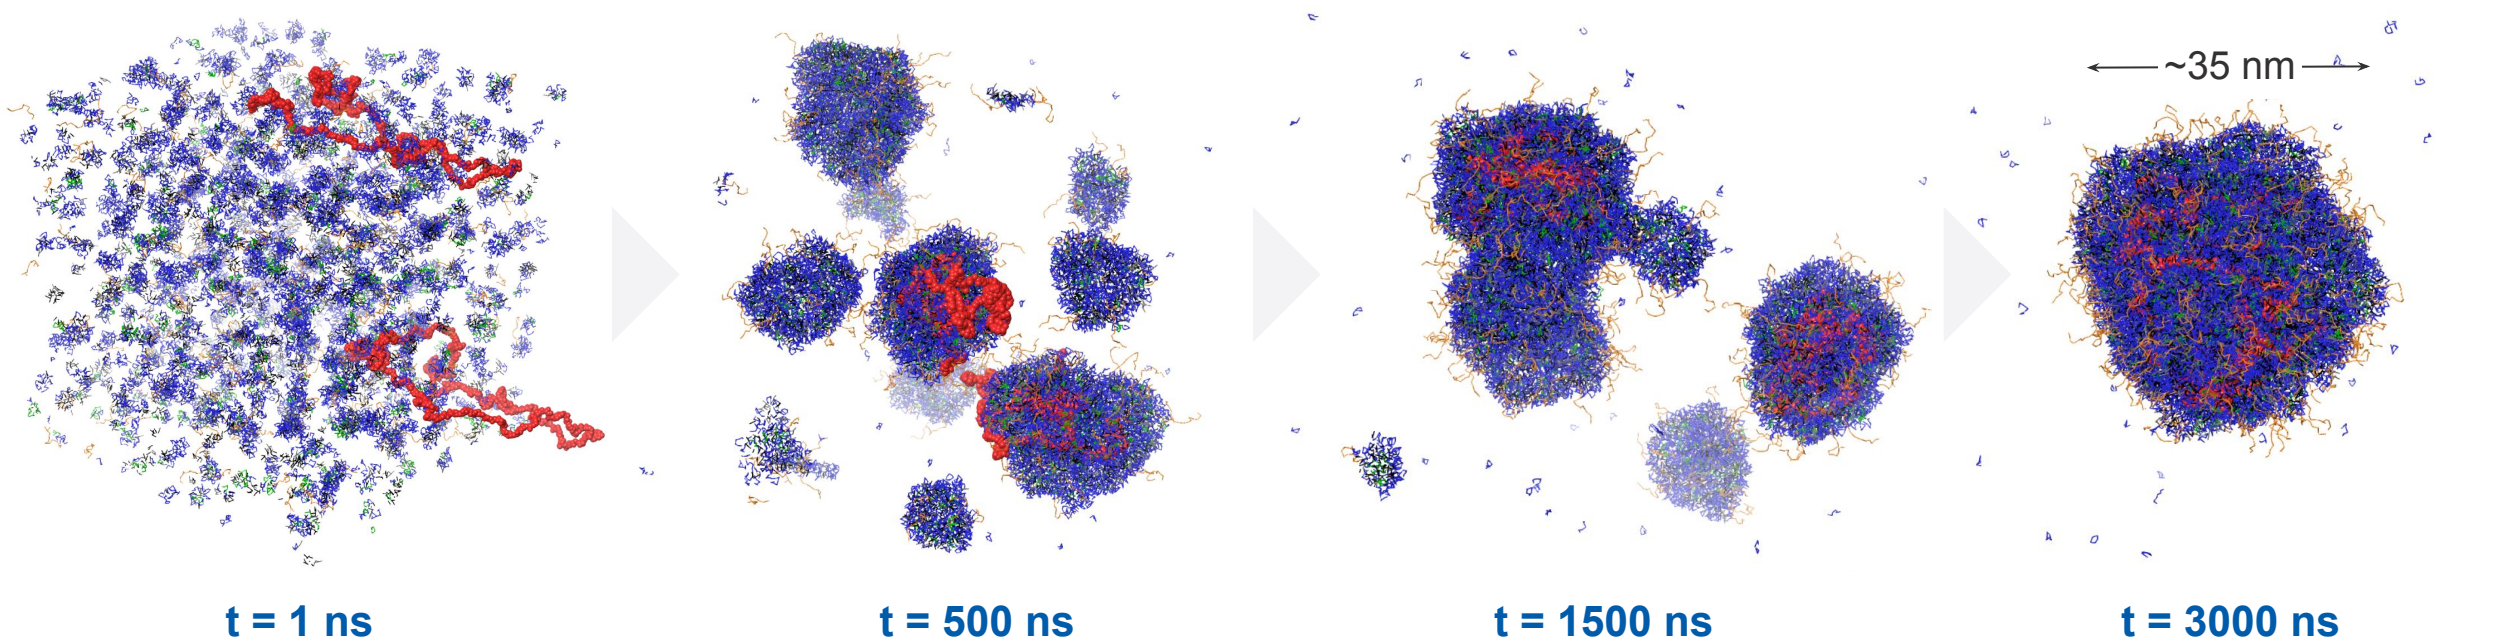 ~35 nm
t = 1 ns
t = 500 ns
t = 1500 ns
t = 3000 ns